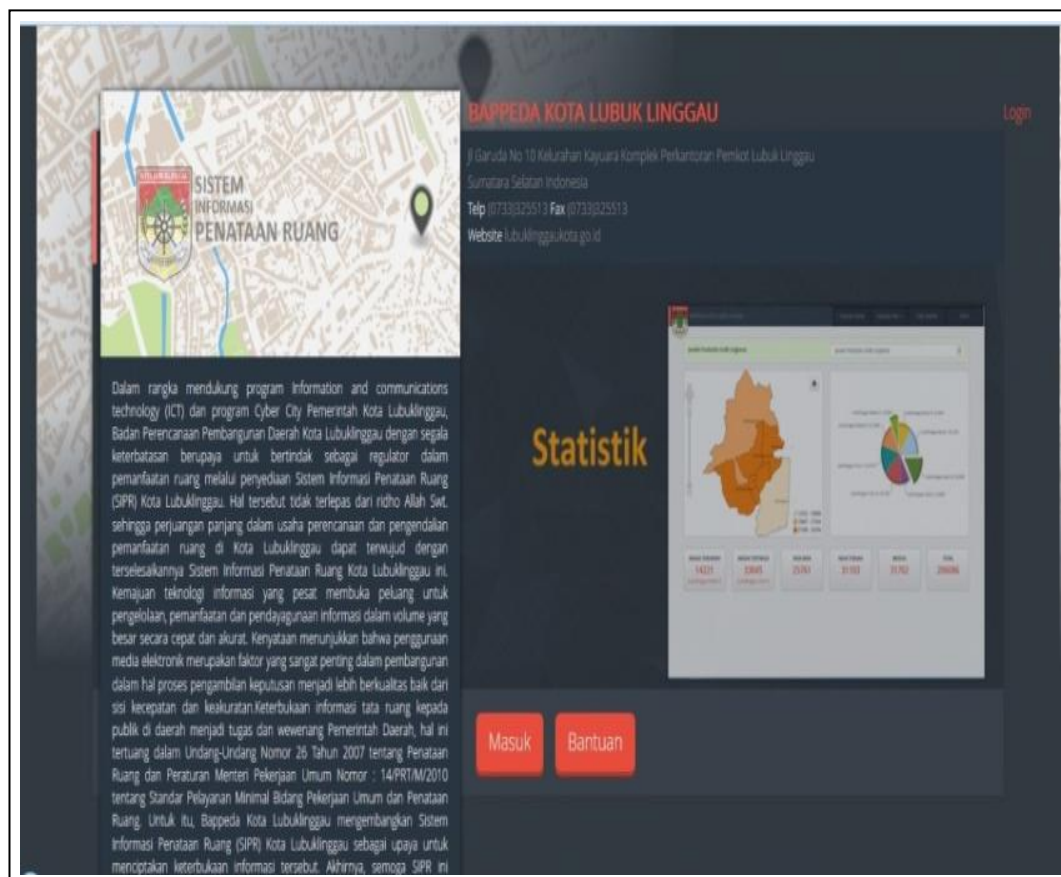 BAPPEDA KOTA LUBUK LINGGAU
Login
Jl Garuda No 10 Kelurahan Kayuara Komplek Perkantoran Pemkot Lubuk Linggau
Sumatara Selatan Indonesia
Telp (0733)325513 Fax (0733)325513
Website lubuklinggaukota.go.id
SISTEM
INFORMASI
PENATAAN RUANG
Dalam rangka mendukung program Information and communications
technology (ICT) dan program Cyber City Pemerintah Kota Lubuklinggau,
Badan Perencanaan Pembangunan Daerah Kota Lubuklinggau dengan segala
keterbatasan berupaya untuk bertindak sebagai regulator dalam
pemanfaatan ruang melalui penyediaan Sistem Informasi Penataan Ruang
(SIPR) Kota Lubuklinggau. Hal tersebut tidak terlepas dari ridho Allah Swt.
sehingga perjuangan panjang dalam usaha perencanaan dan pengendalian
pemanfaatan ruang di Kota Lubuklinggau dapat terwujud dengan
terselesaikannya Sistem Informasi Penataan Ruang Kota Lubuklinggau ini.
Kemajuan teknologi informasi yang pesat membuka peluang untuk
pengelolaan, pemanfaatan dan pendayagunaan informasi dalam volume yang
besar secara cepat dan akurat. Kenyataan menunjukkan bahwa penggunaan
media elektronik merupakan faktor yang sangat penting dalam pembangunan
dalam hal proses pengambilan keputusan menjadi lebih berkualitas baik dari
sisi kecepatan dan keakuratan.Keterbukaan informasi tata ruang kepada
publik di daerah menjadi tugas dan wewenang Pemerintah Daerah, hal ini
tertuang dalam Undang-Undang Nomor 26 Tahun 2007 tentang Penataan
Ruang dan Peraturan Menteri Pekerjaan Umum Nomor : 14/PRT/M/2010
tentang Standar Pelayanan Minimal Bidang Pekerjaan Umum dan Penataan
Ruang. Untuk itu, Bappeda Kota Lubuklinggau mengembangkan Sistem
Informasi Penataan Ruang (SIPR) Kota Lubuklinggau sebagai upaya untuk
menciptakan keterbukaan informasi tersebut. Akhirnya, semoga SIPR ini
Statistik
14221
33685
25761
31103
31702
Masuk
Bantuan